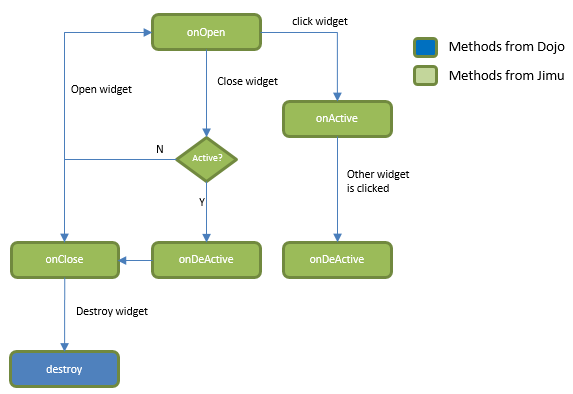 onOpen
click widget
Methods from Dojo
Methods from Jimu
Open widget
Close widget
onActive
N
Active?
Other widget
is clicked
Y
onClose
onDeActive
onDeActive
Destroy widget
destroy